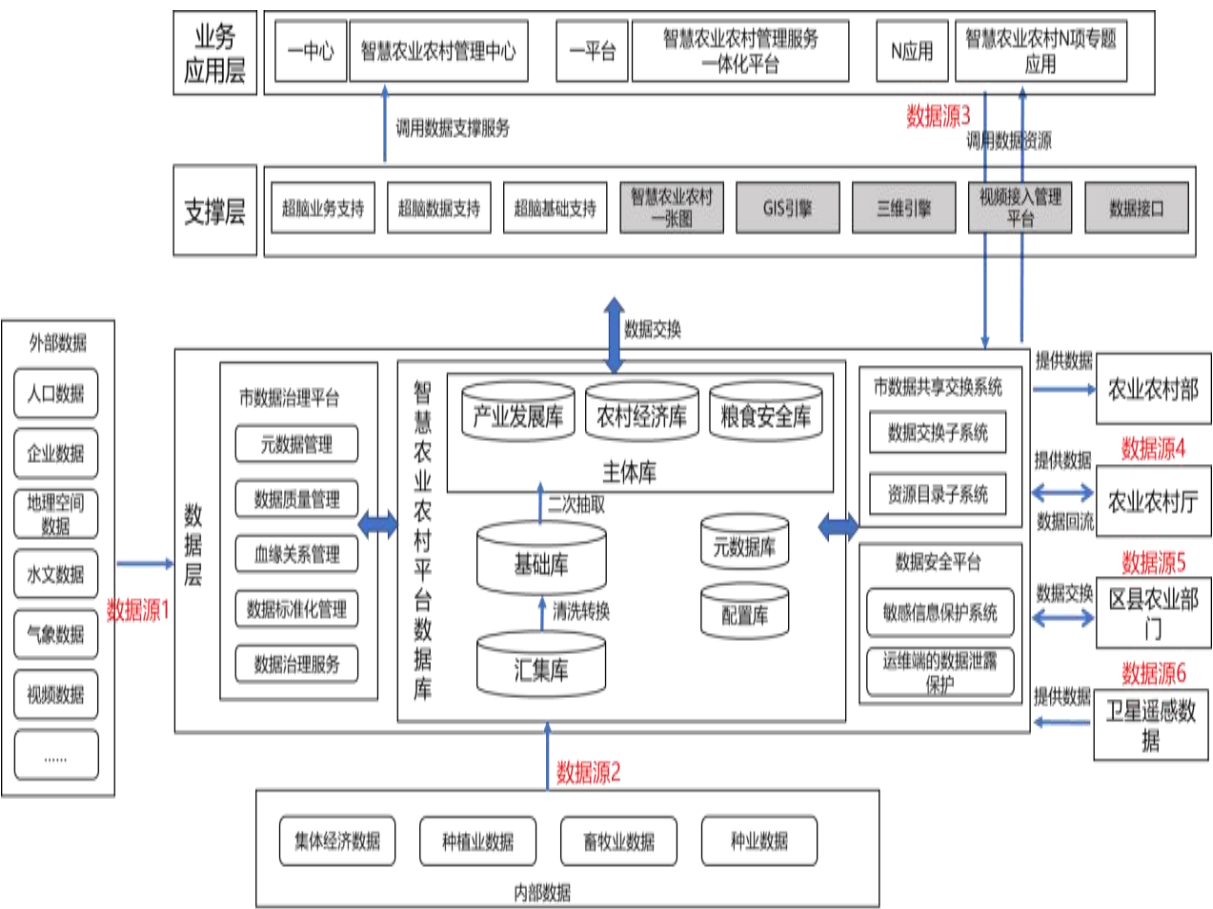 业务
应用层
一中心
智慧农业农村管理中心
一平台
智慧农业农村管理服务
一体化平台
N应用
智慧农业农村N项专题
应用
调用数据支撑服务
数据源3
调用数据资源
支撑层
超脑业务支持
超脑数据支持
超脑基础支持
智慧农业农村
一张图
GIS引擎
三维引擎
视频接入管理
平台
数据接口
数据交换
外部数据
人口数据
企业数据
地理空间
数据
水文数据
气象数据
视频数据
......
数据源1
数据层
市数据治理平台
元数据管理
数据质量管理
血缘关系管理
数据标准化管理
数据治理服务
智慧农业农村平台数据库
产业发展库
农村经济库
粮食安全库
主体库
二次抽取
基础库
清洗转换
汇集库
元数据库
配置库
市数据共享交换系统
数据交换子系统
资源目录子系统
数据安全平台
敏感信息保护系统
运维端的数据泄露
保护
提供数据
农业农村部
数据源4
提供数据
农业农村厅
数据回流
数据源5
数据交换
区县农业部
门
数据源6
提供数据
卫星遥感数
据
数据源2
集体经济数据
种植业数据
畜牧业数据
种业数据
内部数据